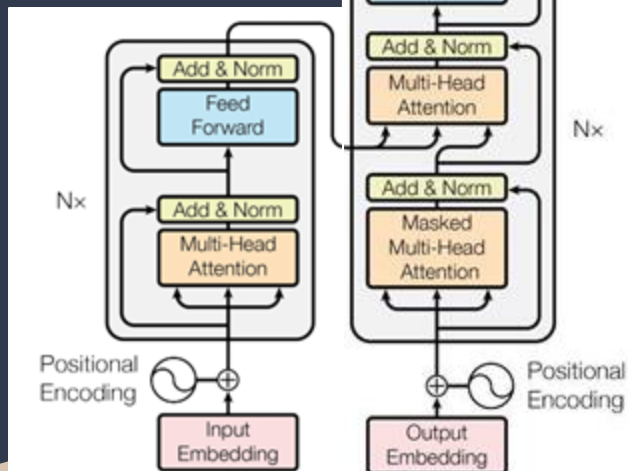 Add & Norm
Feed
Forward
Nx
Add & Norm
Multi-Head
Attention
Positional
Encoding
Input
Embedding
Add & Norm
Multi-Head
Attention
Nx
Add & Norm
Masked
Multi-Head
Attention
Positional
Encoding
Output
Embedding